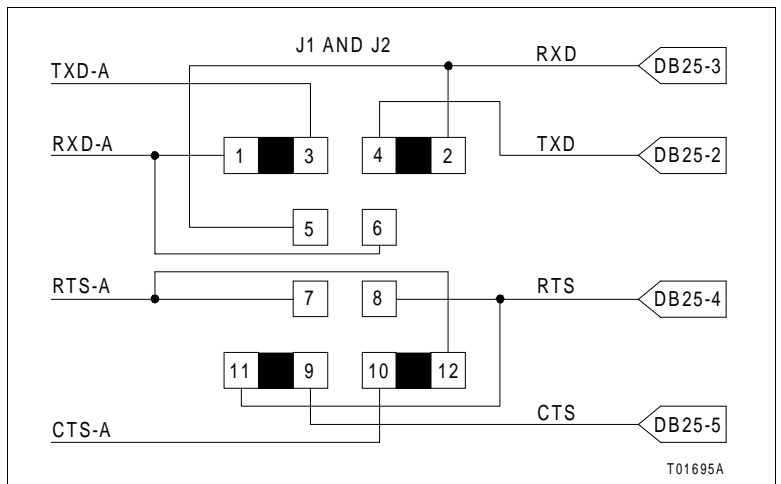 J1 AND J2
RXD
DB25-3
TXD-A
RXD-A
1
3
4
2
TXD
DB25-2
5
6
RTS-A
7
8
RTS
DB25-4
11
9
10
12
CTS-A
CTS
DB25-5
T01695A